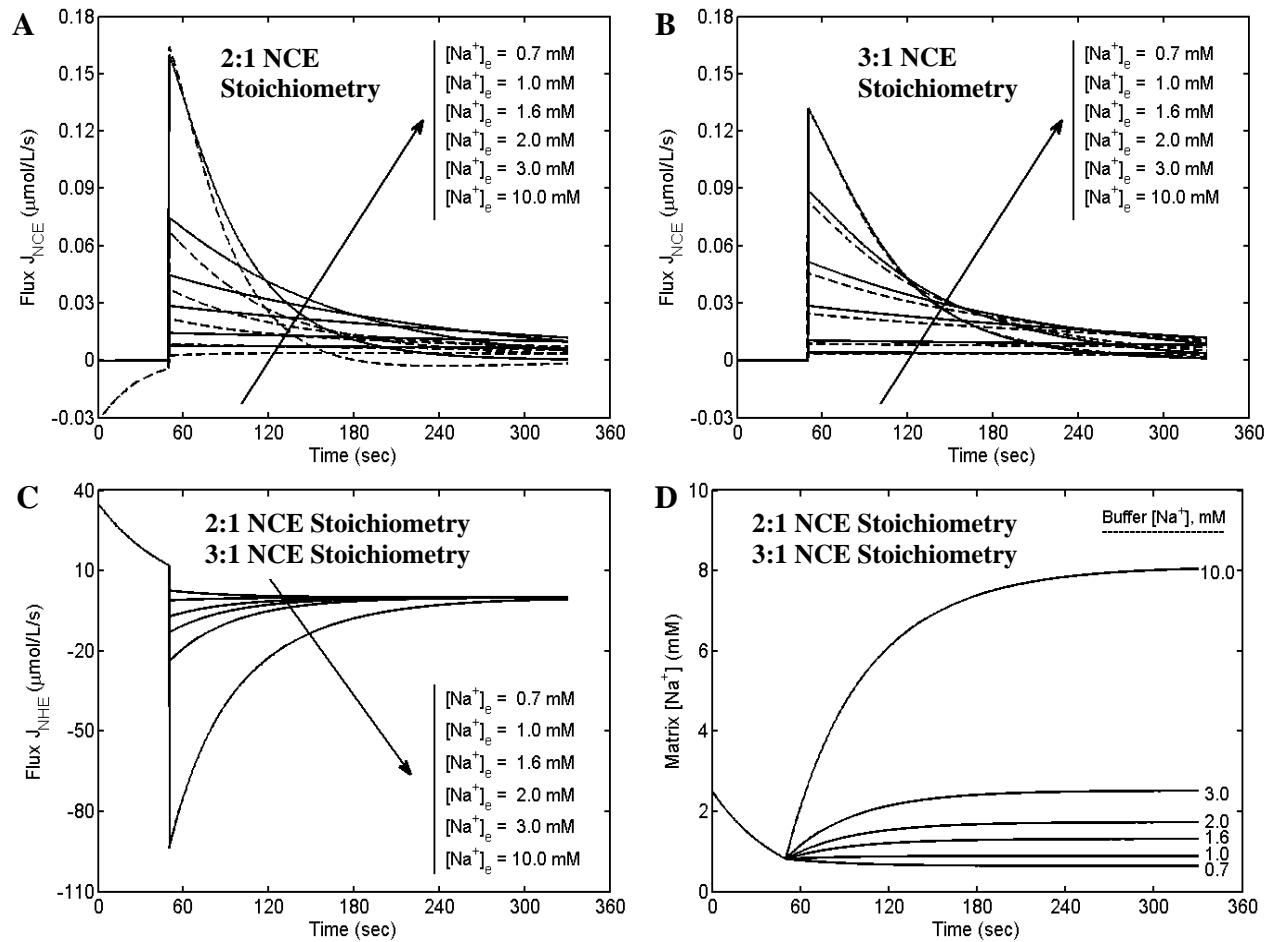 A
0.18
0.15
0.12
0.09
0.06
0.03
0
-0.03
Flux J_NCE (μmol/L/s)
2:1 NCE
Stoichiometry
[Na⁺]ₑ = 0.7 mM
[Na⁺]ₑ = 1.0 mM
[Na⁺]ₑ = 1.6 mM
[Na⁺]ₑ = 2.0 mM
[Na⁺]ₑ = 3.0 mM
[Na⁺]ₑ = 10.0 mM
0 60 120 180 240 300 360
Time (sec)
B
0.18
0.15
0.12
0.09
0.06
0.03
0
-0.03
Flux J_NCE (μmol/L/s)
3:1 NCE
Stoichiometry
[Na⁺]ₑ = 0.7 mM
[Na⁺]ₑ = 1.0 mM
[Na⁺]ₑ = 1.6 mM
[Na⁺]ₑ = 2.0 mM
[Na⁺]ₑ = 3.0 mM
[Na⁺]ₑ = 10.0 mM
0 60 120 180 240 300 360
Time (sec)
C
40
10
-20
-50
-80
-110
Flux J_NHE (μmol/L/s)
2:1 NCE Stoichiometry
3:1 NCE Stoichiometry
[Na⁺]ₑ = 0.7 mM
[Na⁺]ₑ = 1.0 mM
[Na⁺]ₑ = 1.6 mM
[Na⁺]ₑ = 2.0 mM
[Na⁺]ₑ = 3.0 mM
[Na⁺]ₑ = 10.0 mM
0 60 120 180 240 300 360
Time (sec)
D
10
8
6
4
2
0
Matrix [Na⁺] (mM)
2:1 NCE Stoichiometry
3:1 NCE Stoichiometry
Buffer [Na⁺], mM
10.0
3.0
2.0
1.6
1.0
0.7
0 60 120 180 240 300 360
Time (sec)